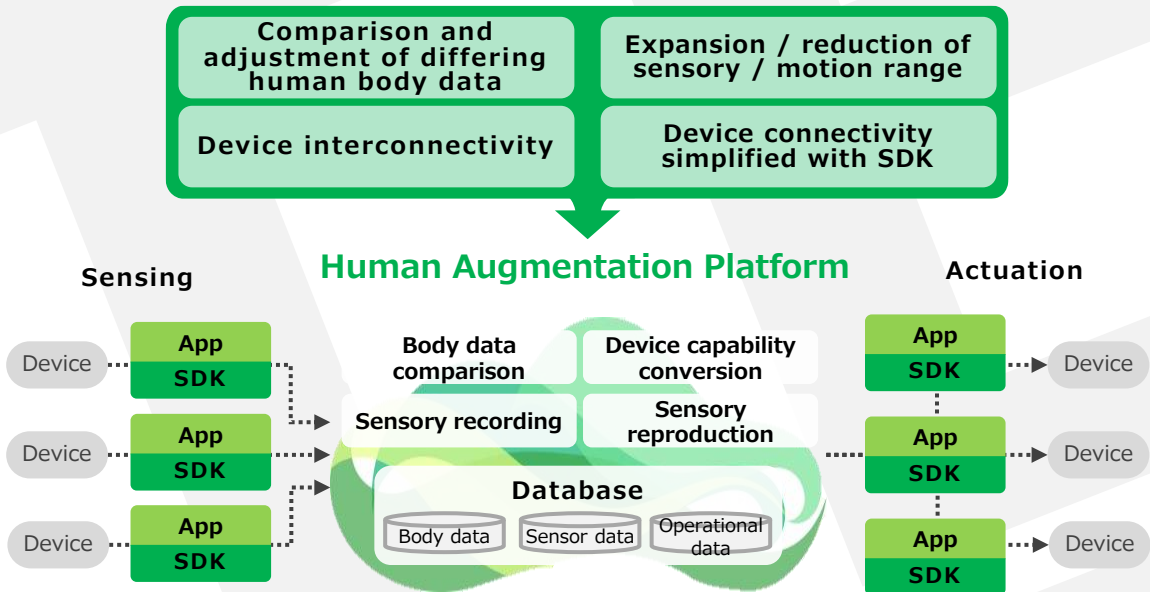 Comparison and
adjustment of differing
human body data
Expansion / reduction of
sensory / motion range
Device interconnectivity
Device connectivity
simplified with SDK
Human Augmentation Platform
Sensing
Actuation
Device
App
SDK
Device
App
SDK
Device
App
SDK
Body data
comparison
Device capability
conversion
Sensory recording
Sensory
reproduction
Database
Body data
Sensor data
Operational
data
App
SDK
Device
App
SDK
Device
App
SDK
Device